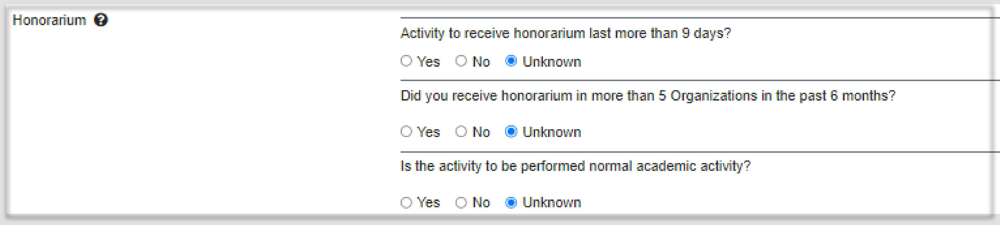 Honorarium ?
Activity to receive honorarium last more than 9 days?
Yes No Unknown
Did you receive honorarium in more than 5 Organizations in the past 6 months?
Yes No Unknown
Is the activity to be performed normal academic activity?
Yes No Unknown